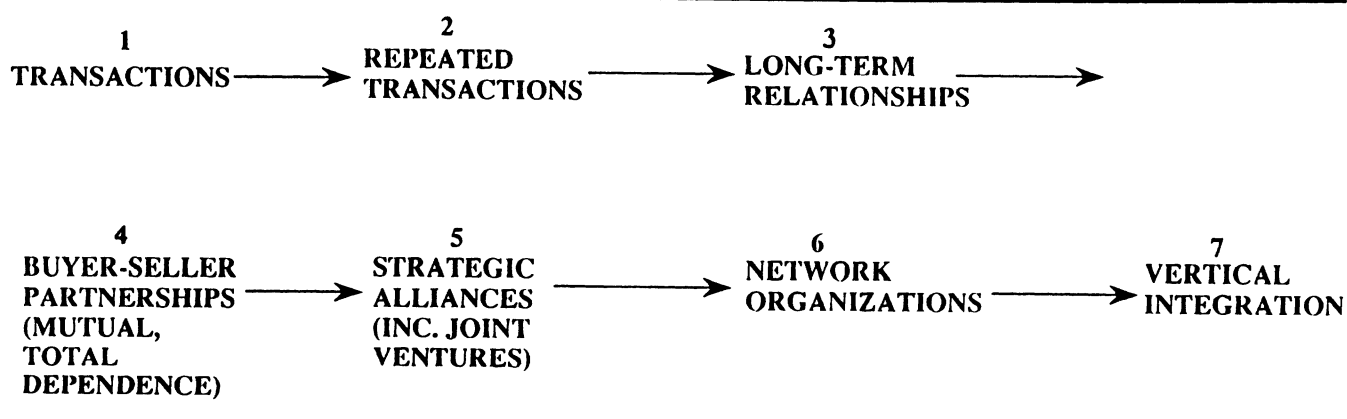 1
TRANSACTIONS
2
REPEATED
TRANSACTIONS
3
LONG-TERM
RELATIONSHIPS
4
BUYER-SELLER
PARTNERSHIPS
(MUTUAL,
TOTAL
DEPENDENCE)
5
STRATEGIC
ALLIANCES
(INC. JOINT
VENTURES)
6
NETWORK
ORGANIZATIONS
7
VERTICAL
INTEGRATION